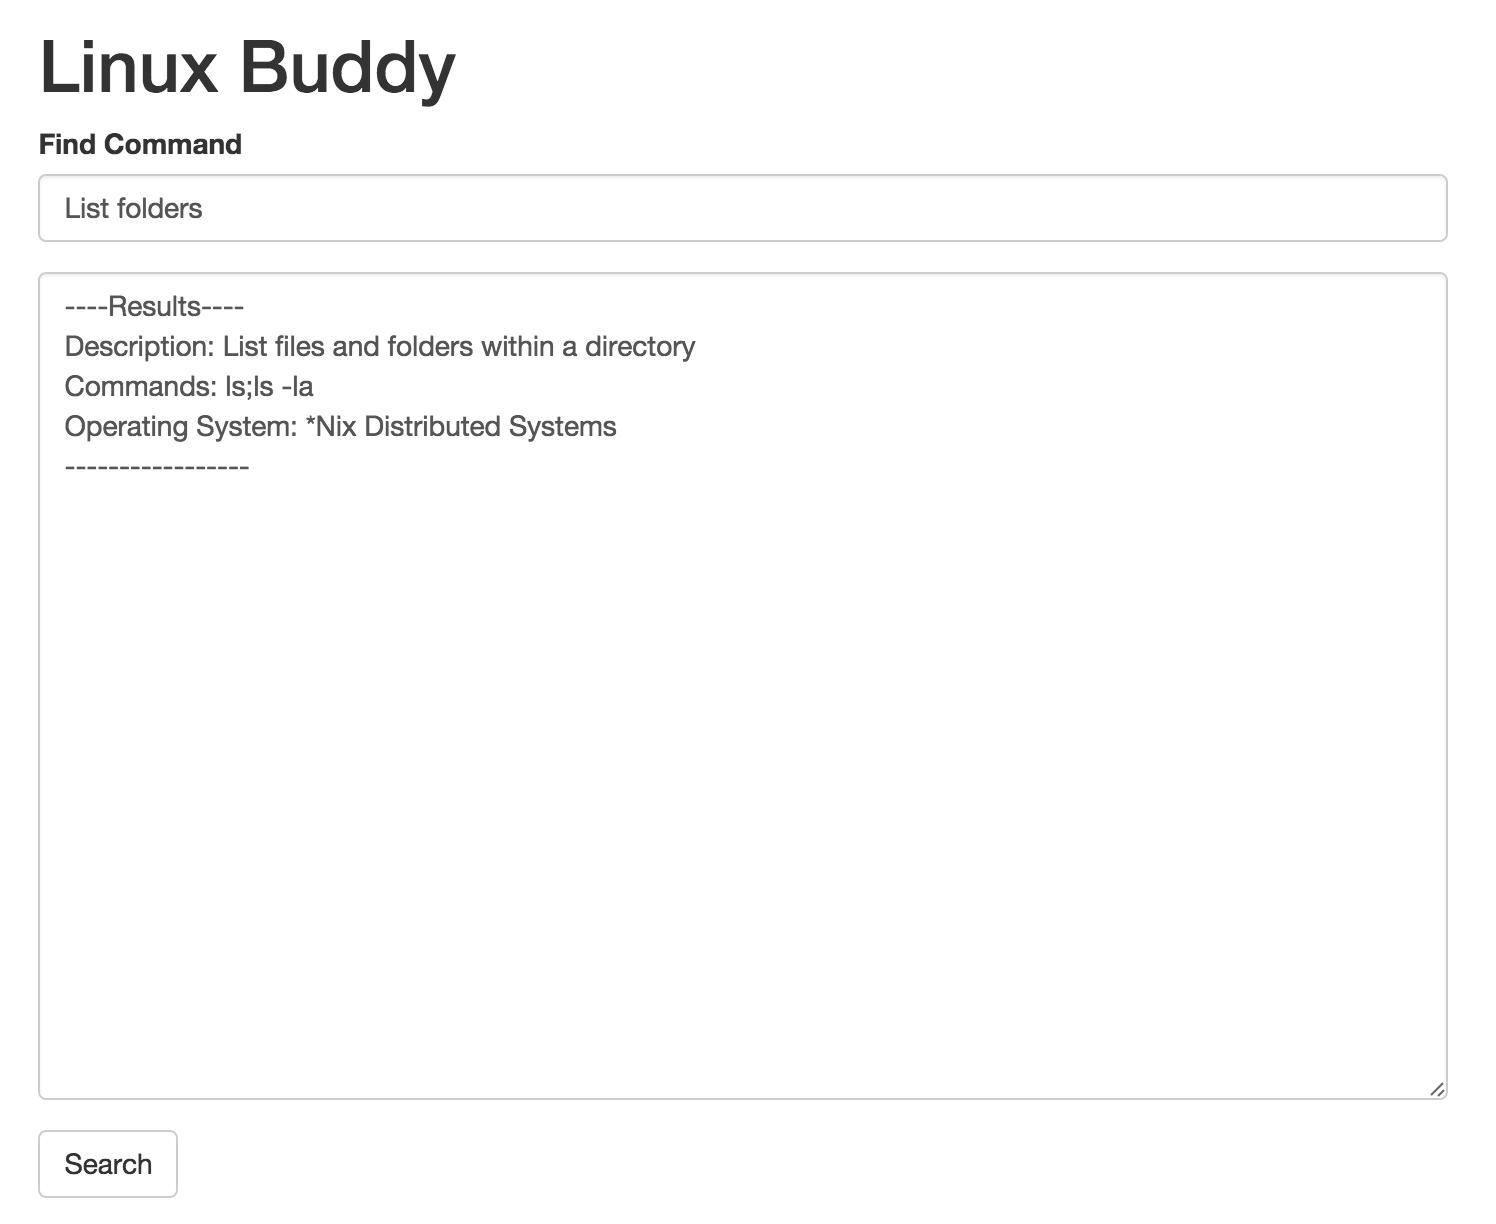 Linux Buddy
Find Command
List folders
----Results----
Description: List files and folders within a directory
Commands: ls;ls -la
Operating System: *Nix Distributed Systems
-----------------
Search